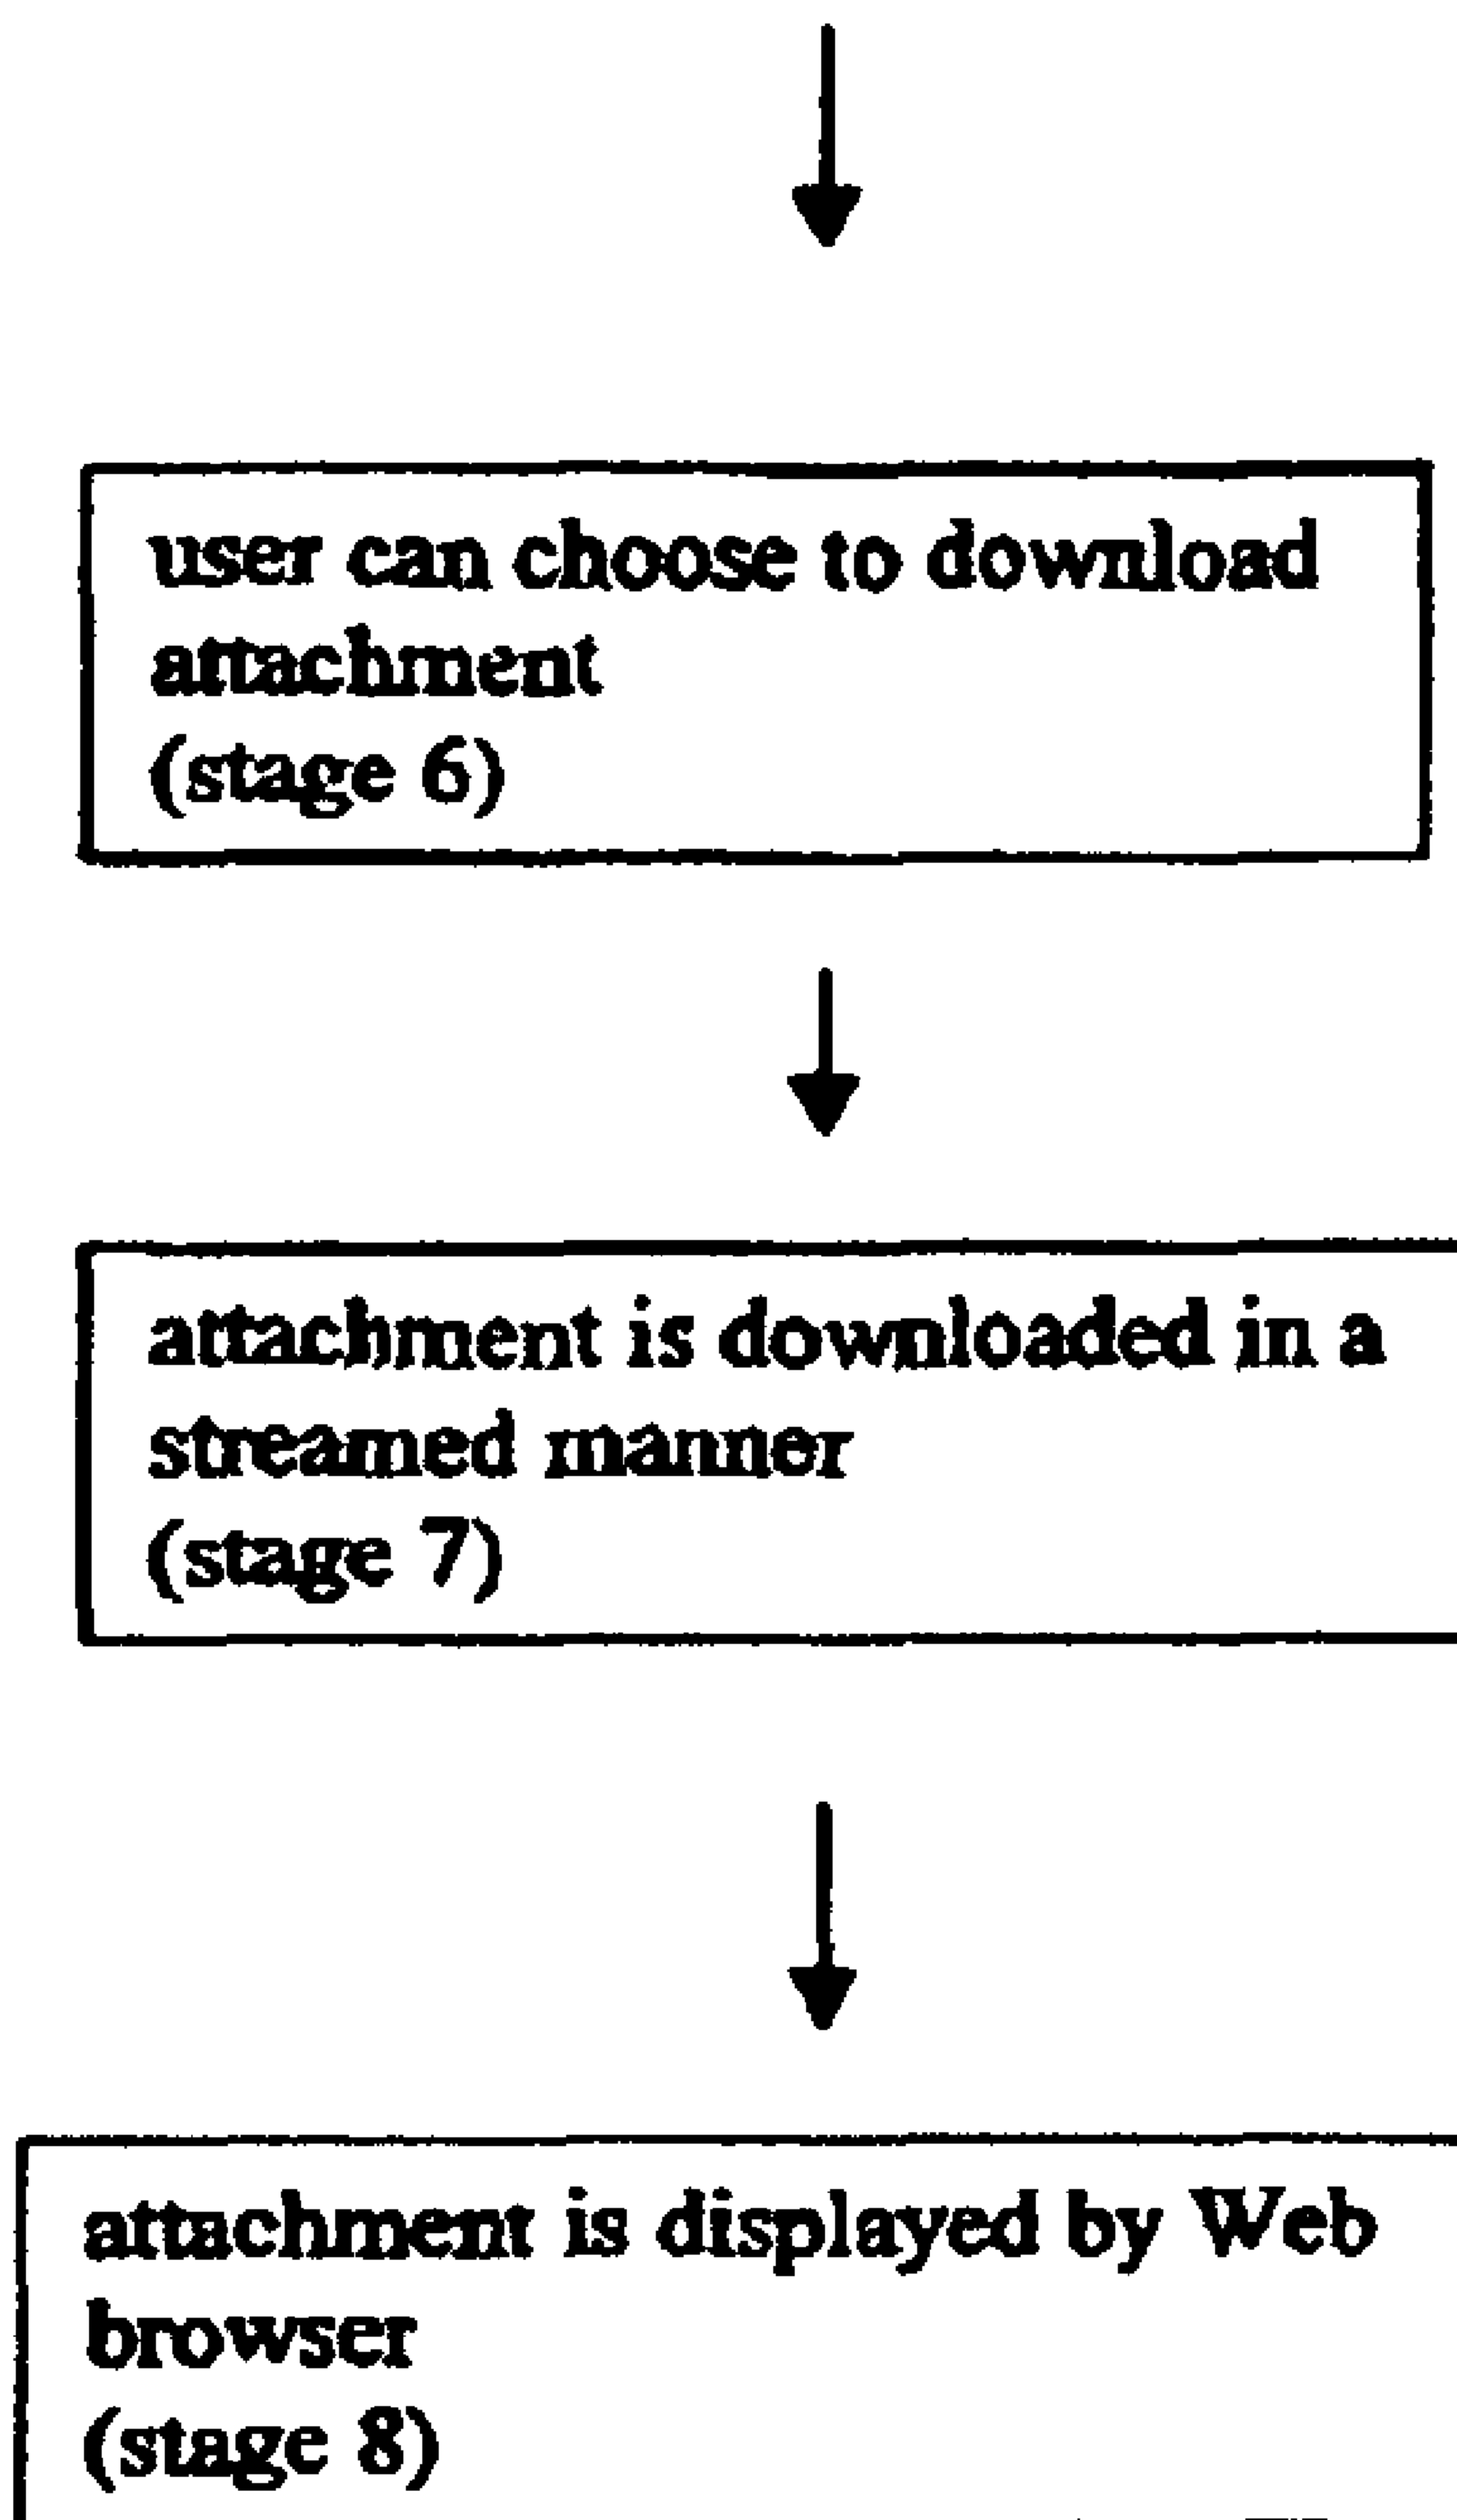 user can choose to download
attachment
(stage 6)
attachment is downloaded in a
streamed manner
(stage 7)
attachment is displayed by Web
browser
(stage 8)